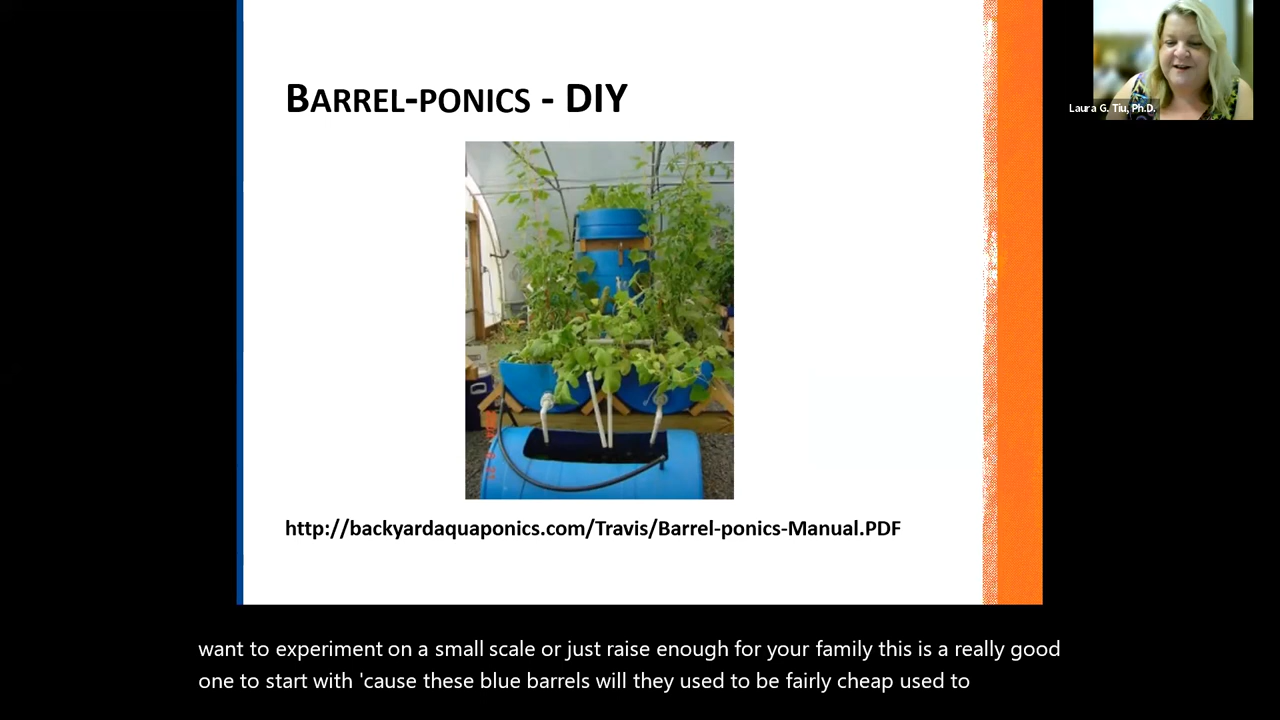 BARREL-PONICS - DIY
Laura G. Tiu, Ph.D.
http://backyardaquaponics.com/Travis/Barrel-ponics-Manual.PDF
want to experiment on a small scale or just raise enough for your family this is a really good
one to start with 'cause these blue barrels will they used to be fairly cheap used to